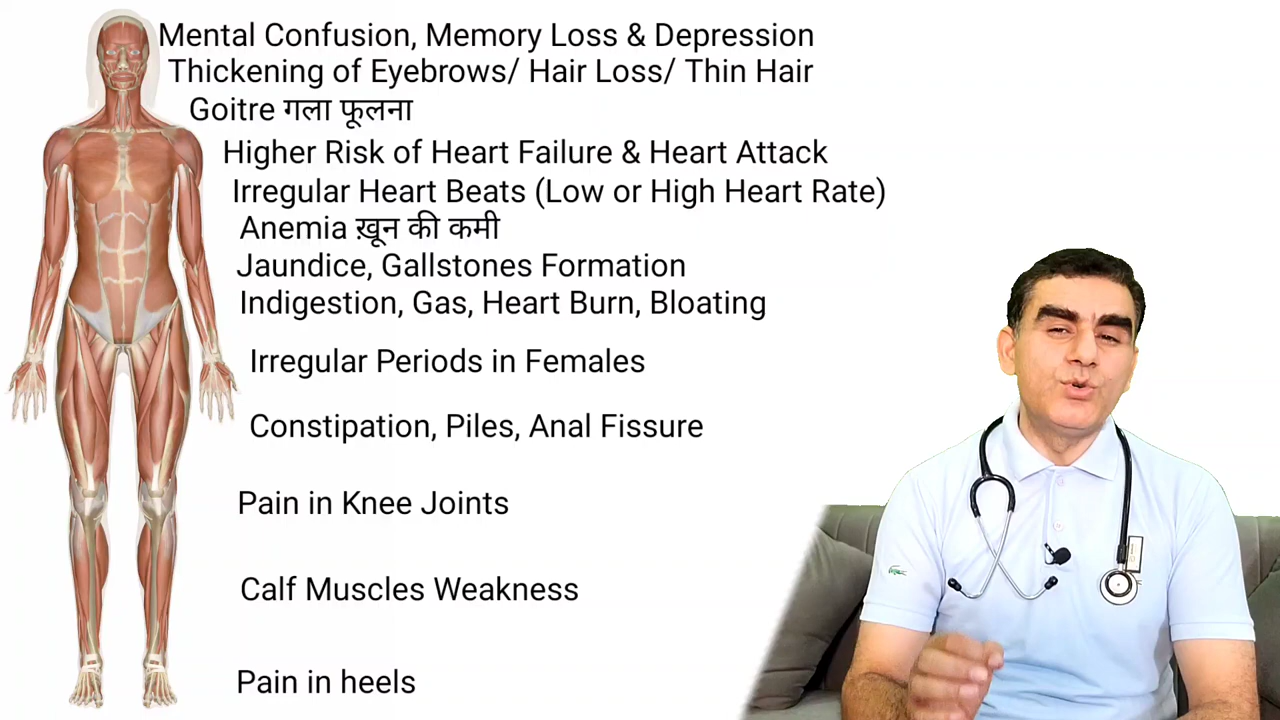 Mental Confusion, Memory Loss & Depression
Thickening of Eyebrows/ Hair Loss/ Thin Hair
Goitre गला फूलना
Higher Risk of Heart Failure & Heart Attack
Irregular Heart Beats (Low or High Heart Rate)
Anemia ख़ून की कमी
Jaundice, Gallstones Formation
Indigestion, Gas, Heart Burn, Bloating
Irregular Periods in Females
Constipation, Piles, Anal Fissure
Pain in Knee Joints
Calf Muscles Weakness
Pain in heels